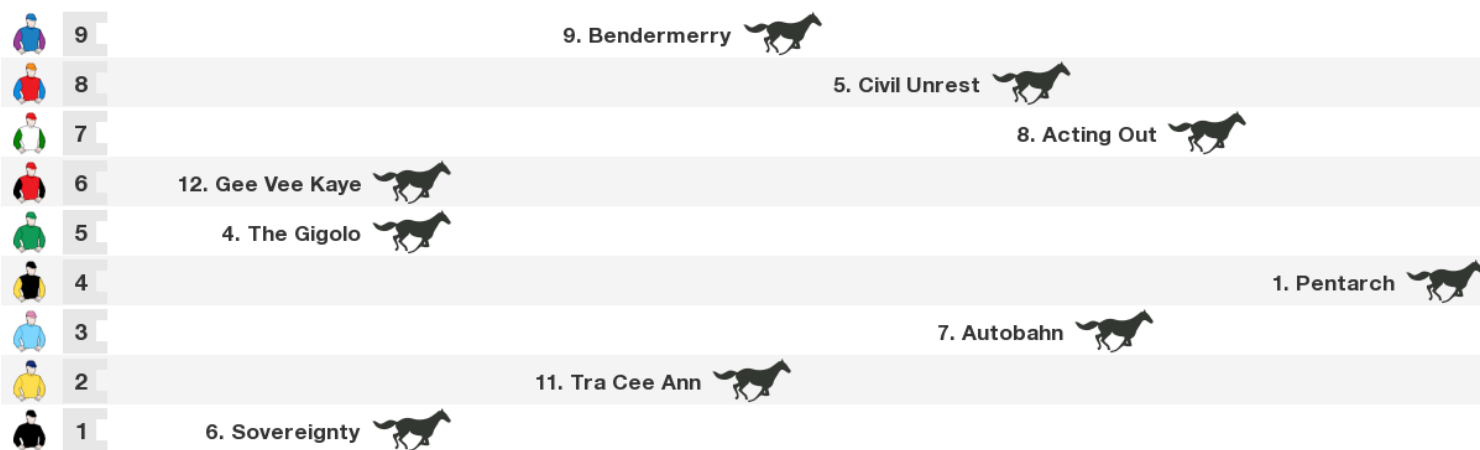 9 9. Bendermerry
8 5. Civil Unrest
7 8. Acting Out
6 12. Gee Vee Kaye
5 4. The Gigolo
4 1. Pentarch
3 7. Autobahn
2 11. Tra Cee Ann
1 6. Sovereignty